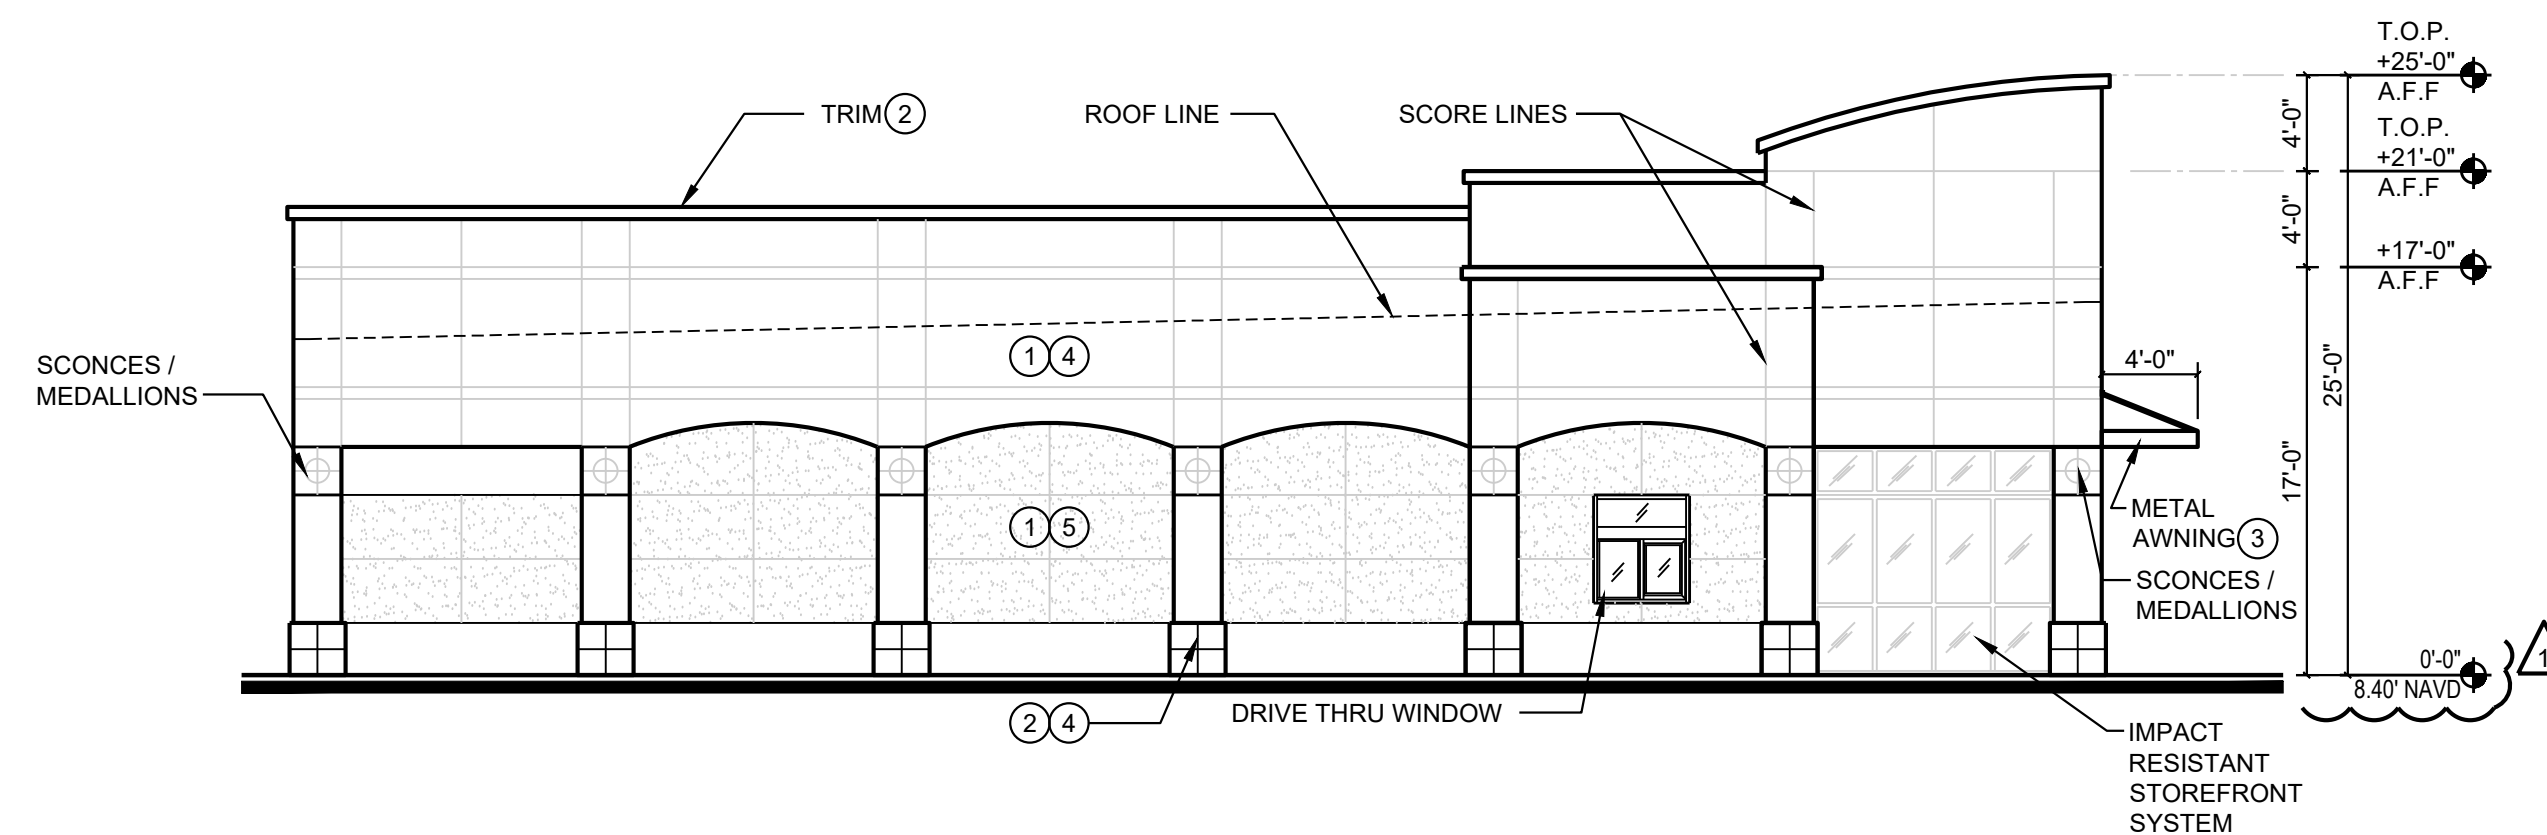 T.O.P.
+25'-0"
A.F.F
T.O.P.
+21'-0"
A.F.F
+17'-0"
A.F.F
4'-0"
4'-0"
17'-0"
25'-0"
TRIM 2
ROOF LINE
SCORE LINES
SCONCES /
MEDALLIONS
1 4
4'-0"
1 5
METAL
AWNING 3
SCONCES /
MEDALLIONS
0'-0"
8.40' NAVD
1
2 4
DRIVE THRU WINDOW
IMPACT
RESISTANT
STOREFRONT
SYSTEM